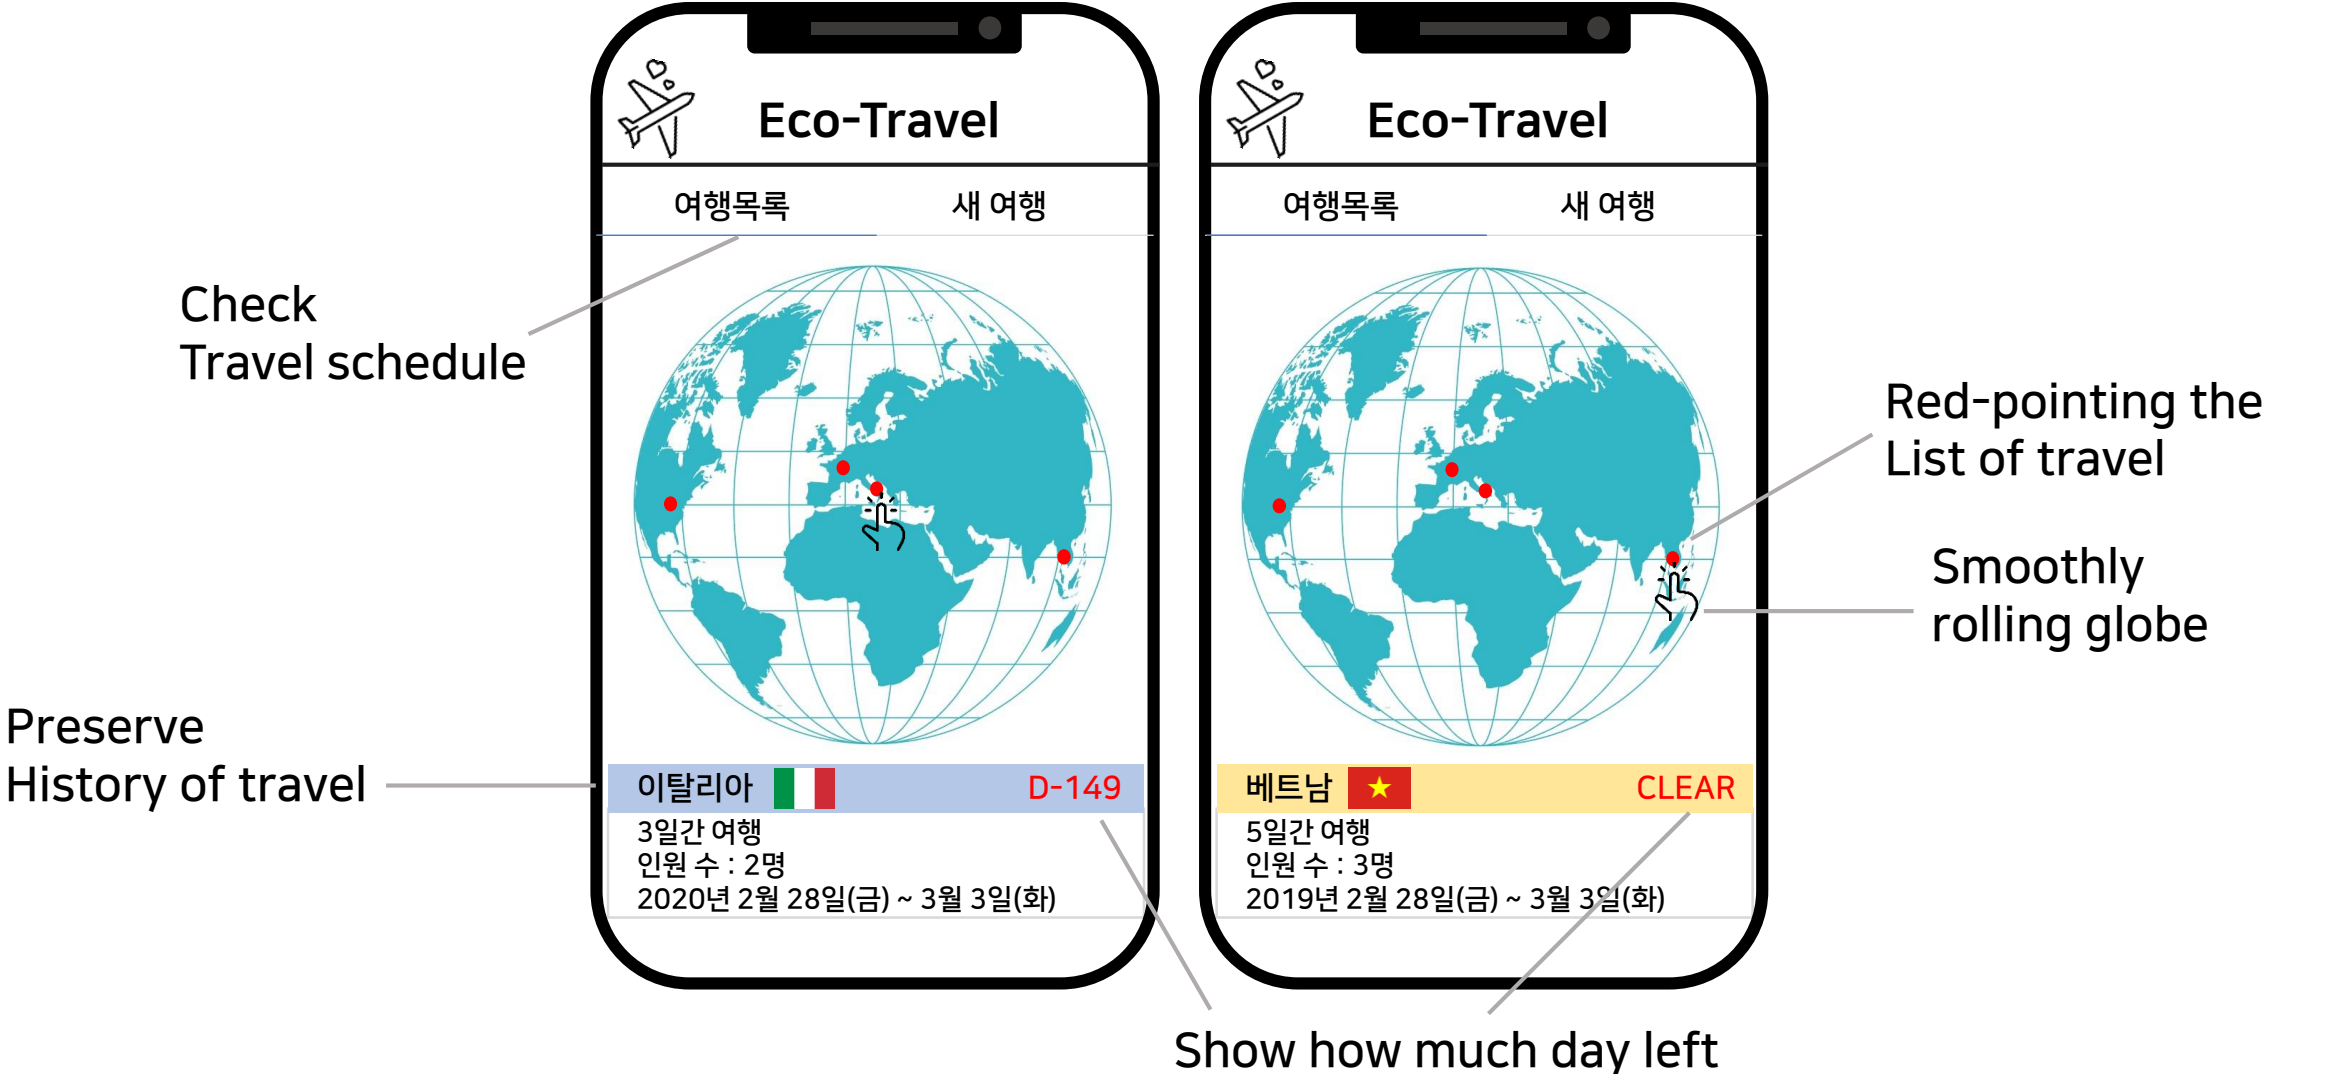 Eco-Travel
여행목록
새 여행
이탈리아
D-149
3일간 여행
인원 수 : 2명
2020년 2월 28일(금) ~ 3월 3일(화)
Eco-Travel
여행목록
새 여행
베트남
CLEAR
5일간 여행
인원 수 : 3명
2019년 2월 28일(금) ~ 3월 3일(화)
Check
Travel schedule
Preserve
History of travel
Red-pointing the
List of travel
Smoothly
rolling globe
Show how much day left